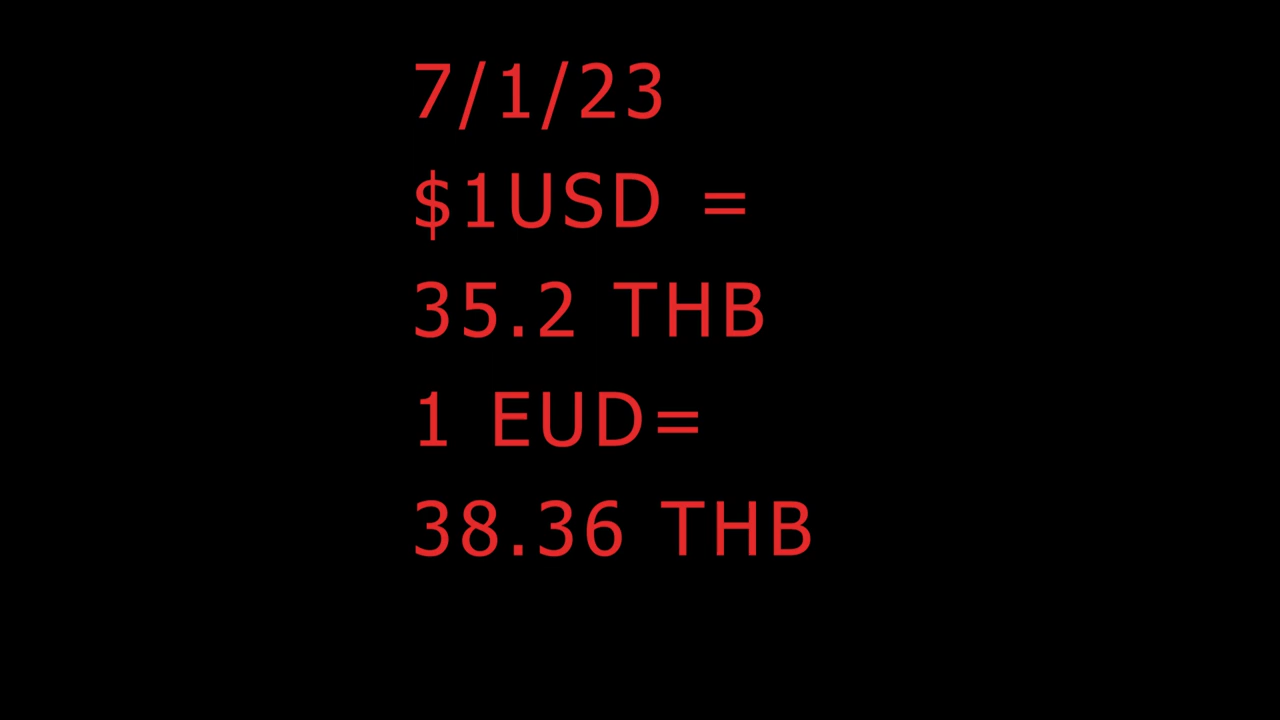 7/1/23
$1USD =
35.2 THB
1 EUD=
38.36 THB